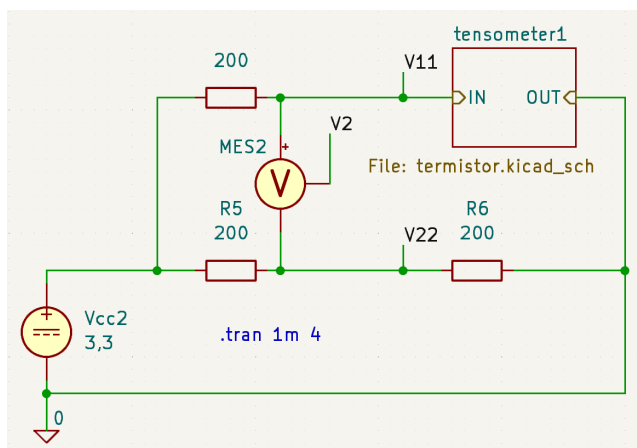 tensometer1
200
V11
IN
OUT
MES2
+
V2
V
File: termistor.kicad_sch
R5
200
V22
R6
200
+
Vcc2
3,3
.tran 1m 4
0